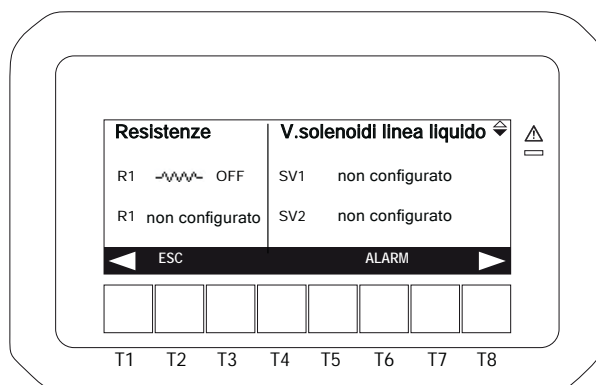 Resistenze V.solenoidi linea liquido
R1 OFF SV1 non configurato
R1 non configurato SV2 non configurato
ESC ALARM
T1 T2 T3 T4 T5 T6 T7 T8